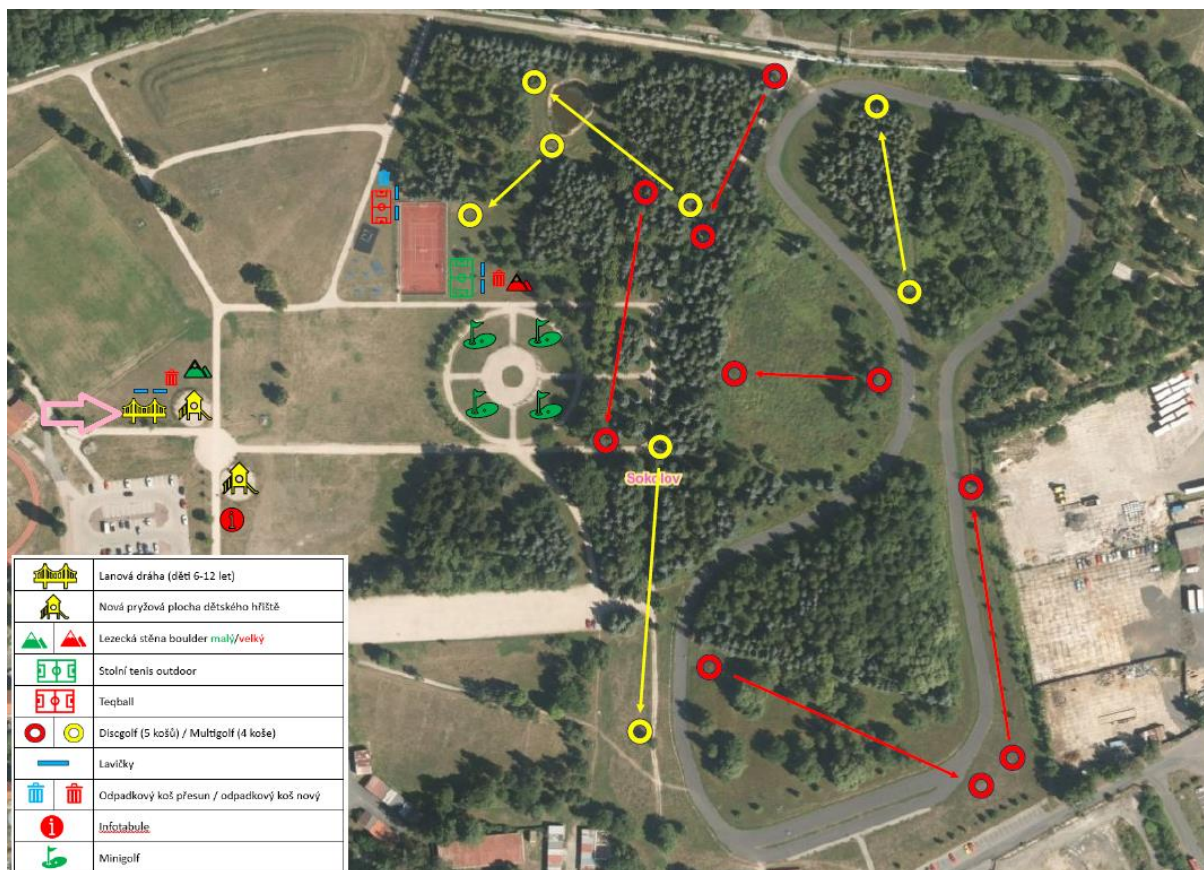 Sokolov
Lanová dráha (děti 6-12 let)
Nová pryžová plocha dětského hřiště
Lezecká stěna boulder malý/velký
Stolní tenis outdoor
Teqball
Discgolf (5 košů) / Multigolf (4 koše)
Lavičky
Odpadkový koš přesun / odpadkový koš nový
Infotabule
Minigolf